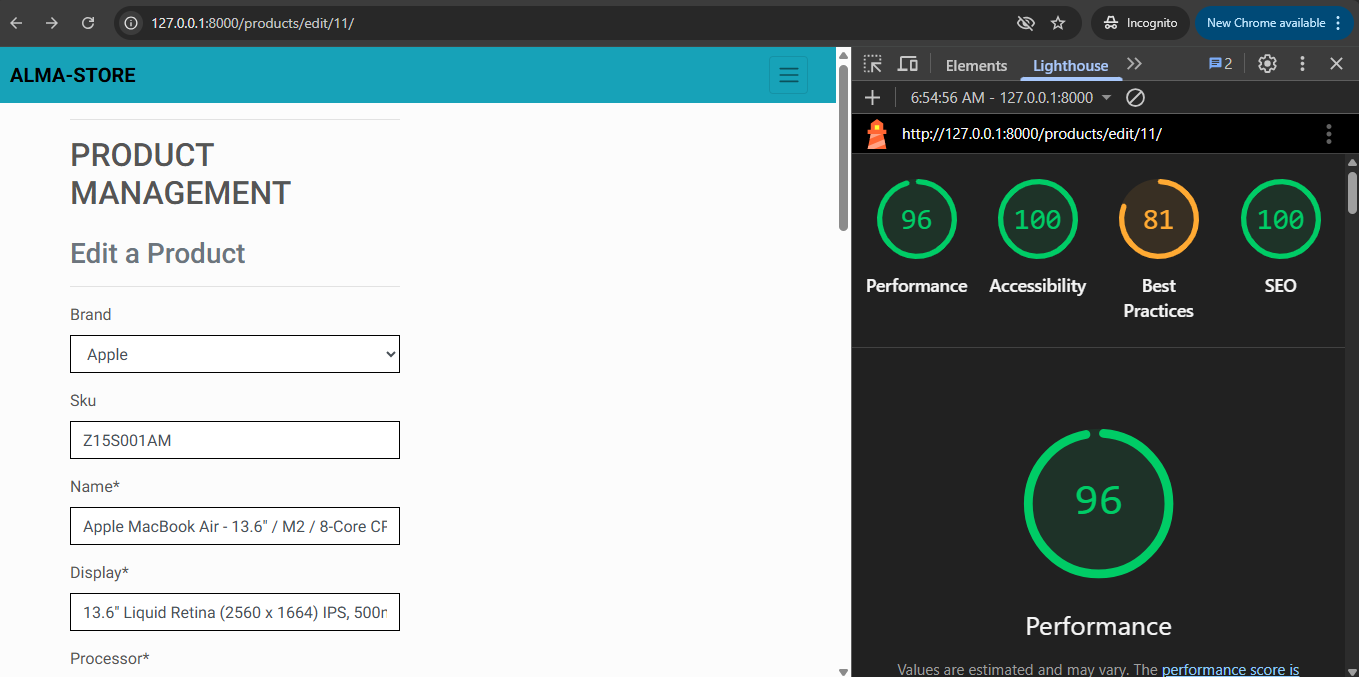 127.0.0.1:8000/products/edit/11/
Incognito
New Chrome available
ALMA-STORE
PRODUCT
MANAGEMENT
Edit a Product
Brand
Apple
Sku
Z15S001AM
Name*
Apple MacBook Air - 13.6" / M2 / 8-Core CP
Display*
13.6" Liquid Retina (2560 x 1664) IPS, 500n
Processor*
Elements
Lighthouse
2
6:54:56 AM - 127.0.0.1:8000
http://127.0.0.1:8000/products/edit/11/
96
100
81
100
Performance
Accessibility
Best
Practices
SEO
96
Performance
Values are estimated and may vary. The performance score is